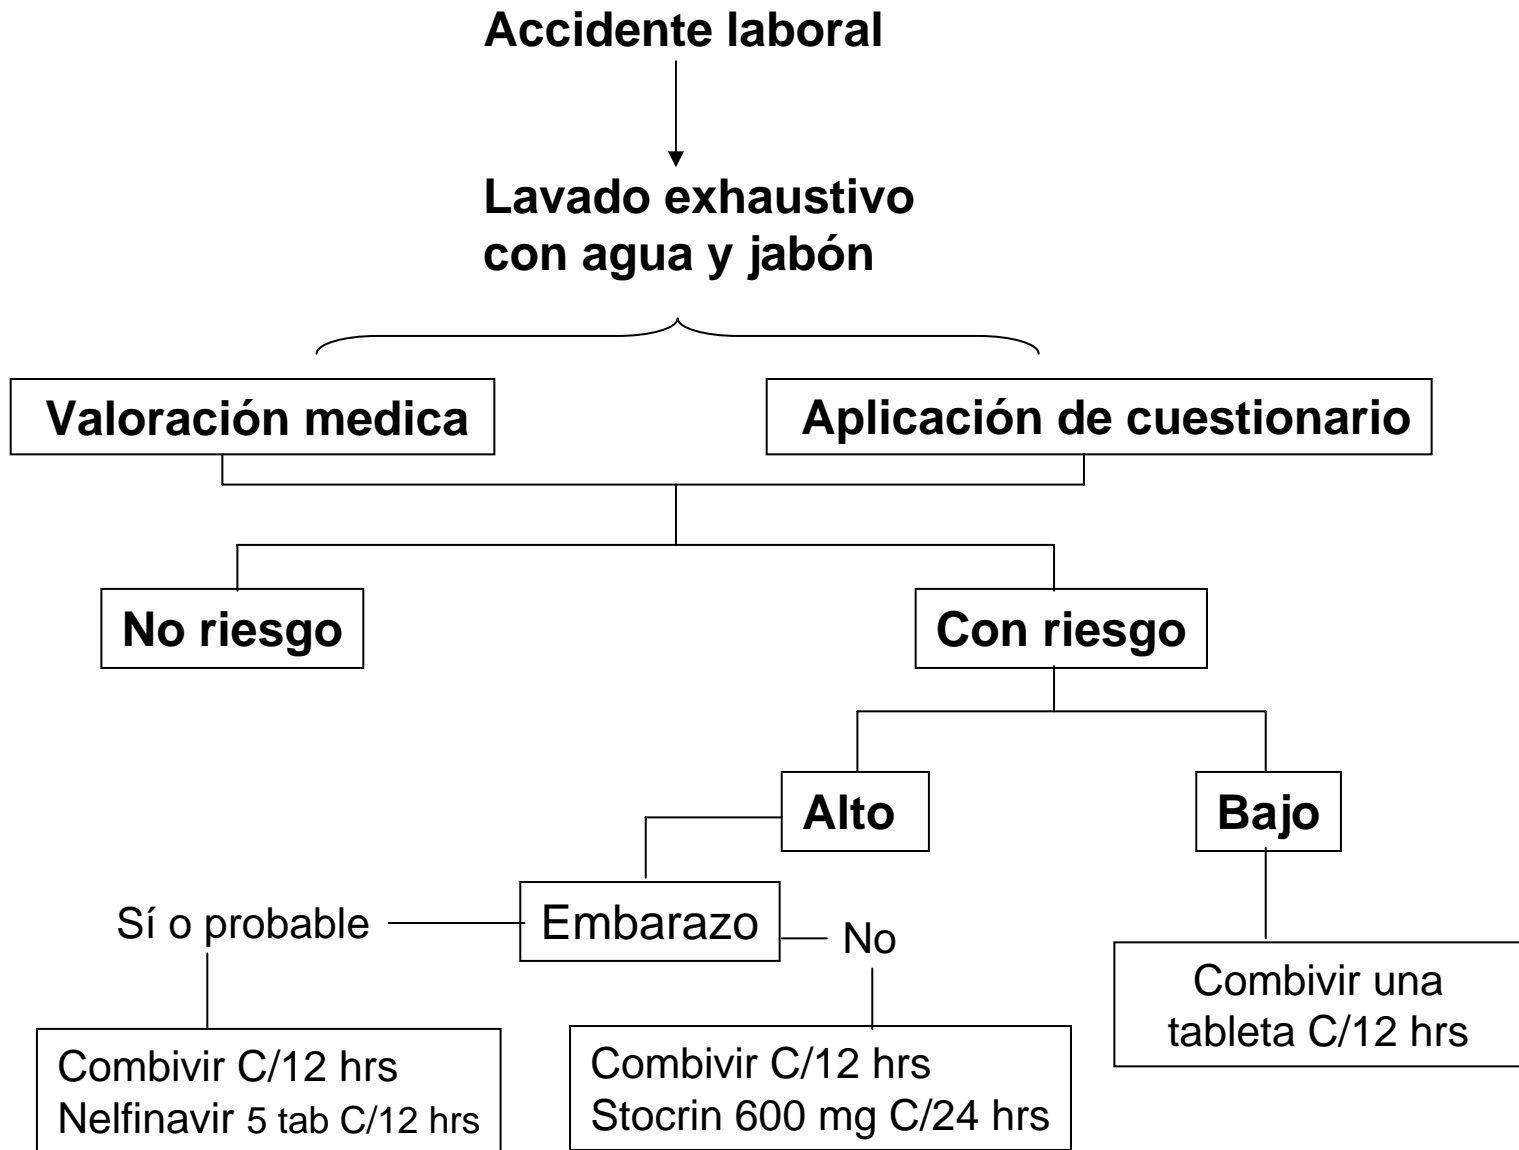 Accidente laboral
Lavado exhaustivo
con agua y jabón
Valoración medica
Aplicación de cuestionario
No riesgo
Con riesgo
Alto
Bajo
Sí o probable
Embarazo
No
Combivir una
tableta C/12 hrs
Combivir C/12 hrs
Nelfinavir 5 tab C/12 hrs
Combivir C/12 hrs
Stocrin 600 mg C/24 hrs